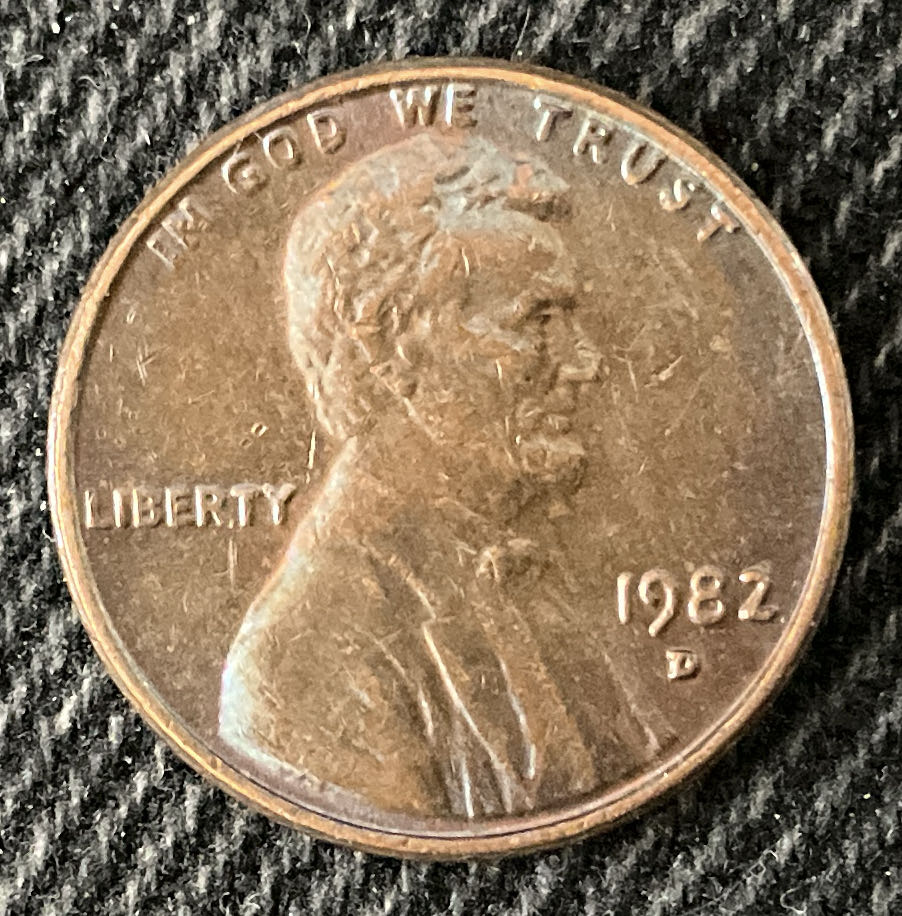 IN GOD WE TRUST
LIBERTY
1982
D